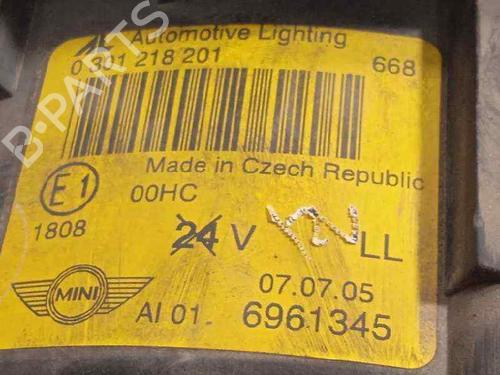 Automotive Lighting
0 301 218 201
668
Made in Czech Republic
E1
00HC
1808
24 V
LL
MINI
07.07.05
AI 01
6961345
B-PARTS